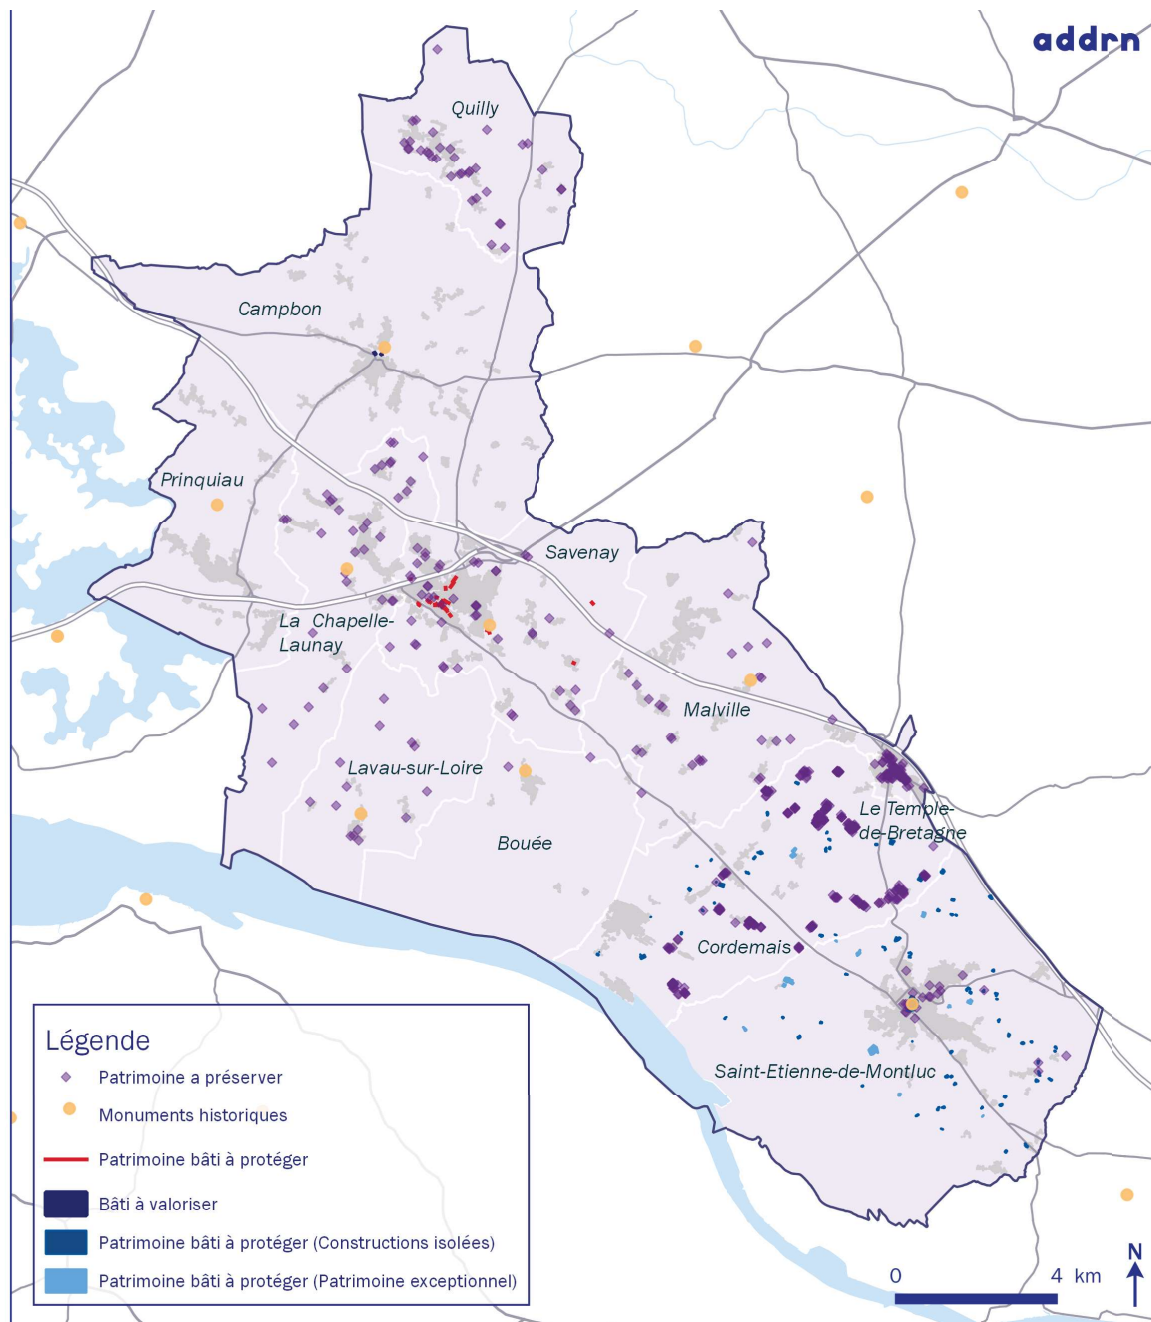 addrn
Quilly
Campbon
Prinquiau
Savenay
La Chapelle-
Launay
Malville
Lavau-sur-Loire
Le Temple-
de-Bretagne
Bouée
Cordemais
Saint-Etienne-de-Montluc
Légende
Patrimoine a préserver
Monuments historiques
Patrimoine bâti à protéger
Bâti à valoriser
Patrimoine bâti à protéger (Constructions isolées)
Patrimoine bâti à protéger (Patrimoine exceptionnel)
0 4 km
N